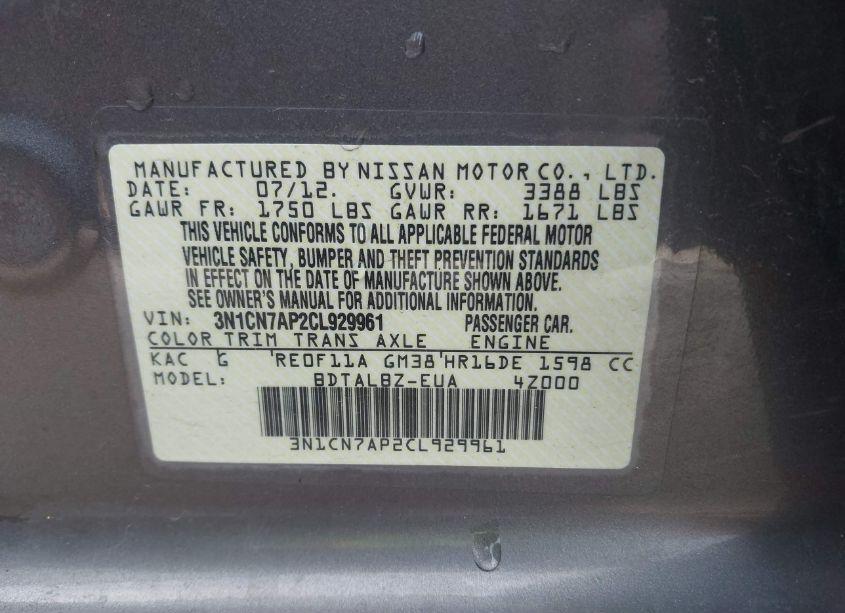 MANUFACTURED BY NISSAN MOTOR CO., LTD.
DATE: 07/12. GVWR: 3388 LBS
GAWR FR: 1750 LBS GAWR RR: 1671 LBS
THIS VEHICLE CONFORMS TO ALL APPLICABLE FEDERAL MOTOR
VEHICLE SAFETY, BUMPER AND THEFT PREVENTION STANDARDS
IN EFFECT ON THE DATE OF MANUFACTURE SHOWN ABOVE.
SEE OWNER'S MANUAL FOR ADDITIONAL INFORMATION.
VIN: 3N1CN7AP2CL929961 PASSENGER CAR.
COLOR TRIM TRANS AXLE ENGINE
KAC G RE0F11A GM38 HR16DE 1598 CC
MODEL: BDTALBZ-EUA 4Z000
3N1CN7AP2CL929961